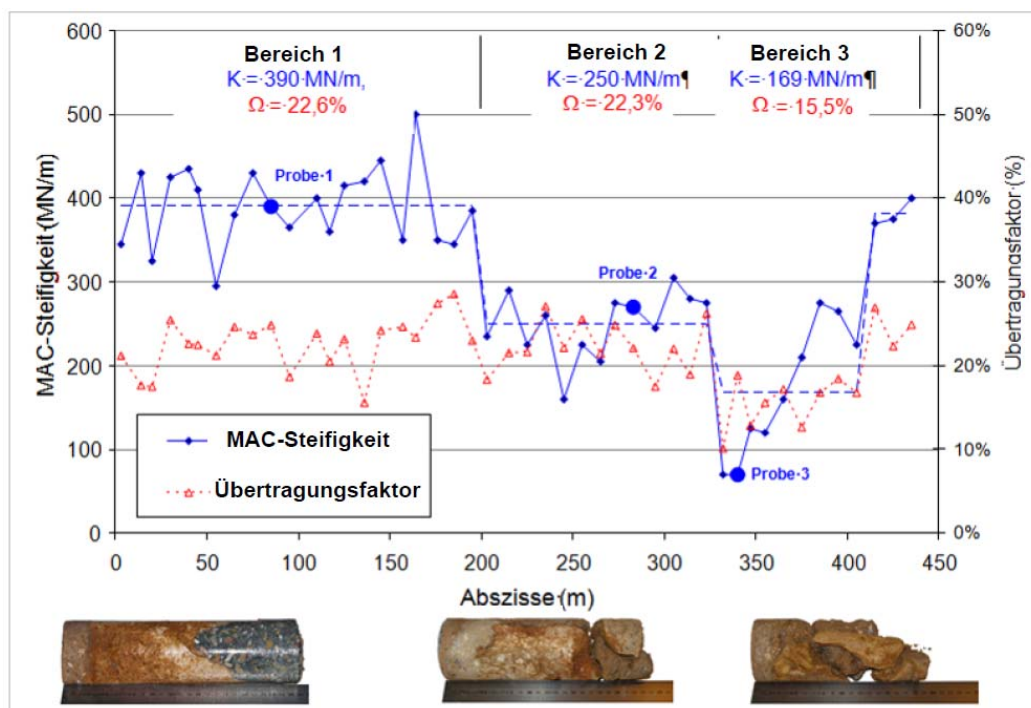 600
500
400
300
200
100
0
MAC-Steifigkeit·(MN/m)
Bereich 1
K·=·390·MN/m,
Ω·=·22,6%
Bereich 2
K·=·250·MN/m¶
Ω·=·22,3%
Bereich 3
K·=·169·MN/m¶
Ω·=·15,5%
Probe·1
Probe·2
Probe·3
MAC-Steifigkeit
Übertragungsfaktor
60%
50%
40%
30%
20%
10%
0%
Übertragungsfaktor·(%)
0 50 100 150 200 250 300 350 400 450
Abszisse·(m)